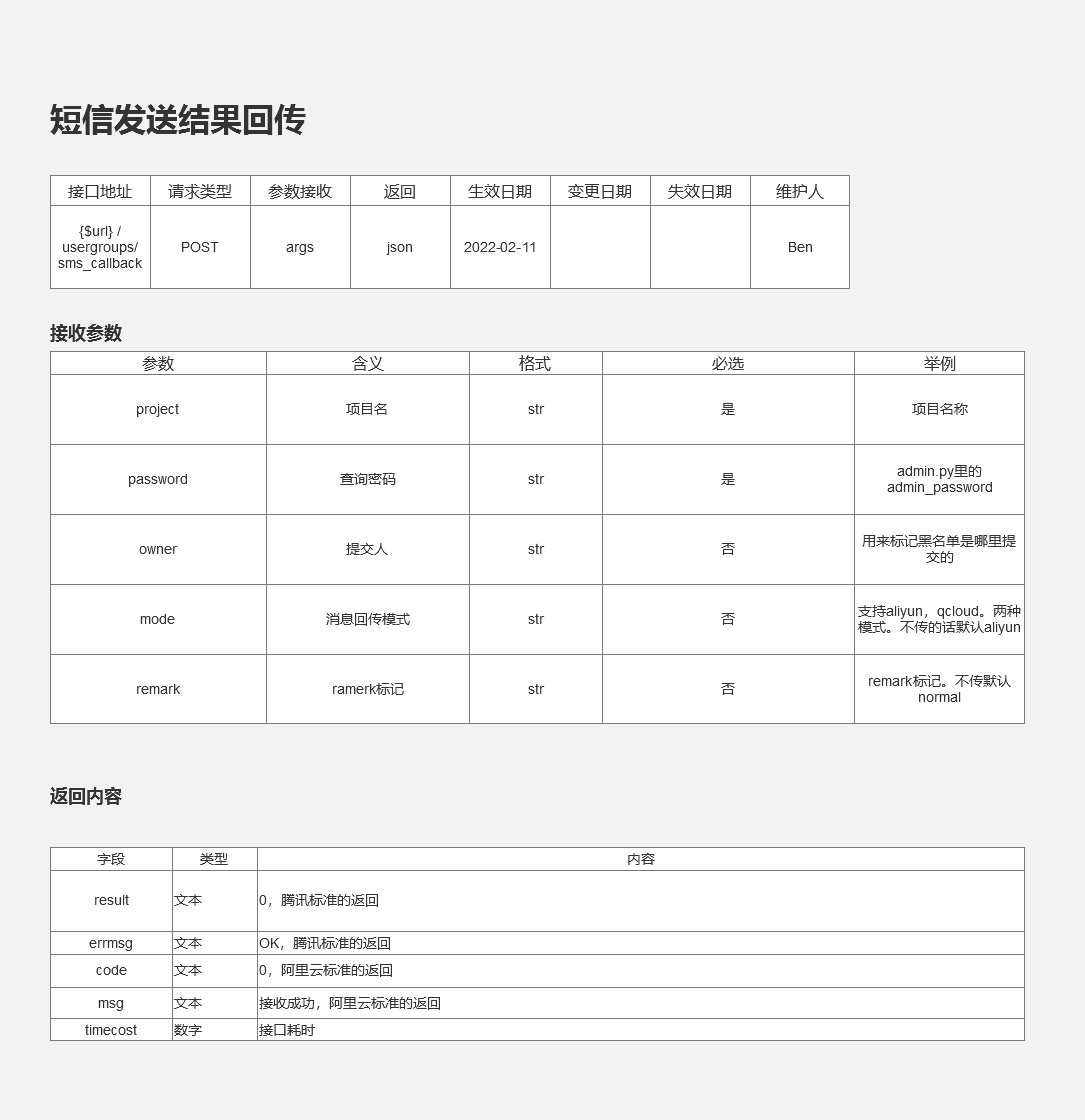 短信发送结果回传
接口地址 请求类型 参数接收 返回 生效日期 变更日期 失效日期 维护人
{$url} /
usergroups/
sms_callback
POST args json 2022-02-11 Ben
接收参数
参数 含义 格式 必选 举例
project 项目名 str 是 项目名称
password 查询密码 str 是 admin.py里的
admin_password
owner 提交人 str 否 用来标记黑名单是哪里提
交的
mode 消息回传模式 str 否 支持aliyun，qcloud。两种
模式。不传的话默认aliyun
remark ramerk标记 str 否 remark标记。不传默认
normal
返回内容
字段 类型 内容
result 文本 0，腾讯标准的返回
errmsg 文本 OK，腾讯标准的返回
code 文本 0，阿里云标准的返回
msg 文本 接收成功，阿里云标准的返回
timecost 数字 接口耗时